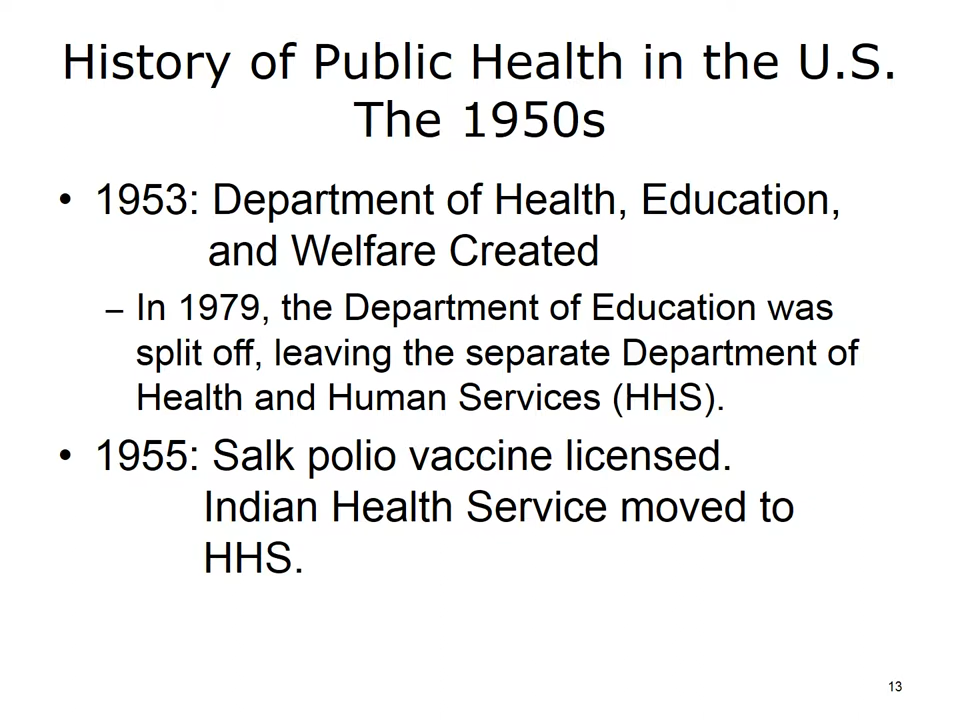 History of Public Health in the U.S.
The 1950s
• 1953: Department of Health, Education,
and Welfare Created
– In 1979, the Department of Education was
split off, leaving the separate Department of
Health and Human Services (HHS).
• 1955: Salk polio vaccine licensed.
Indian Health Service moved to
HHS.
13